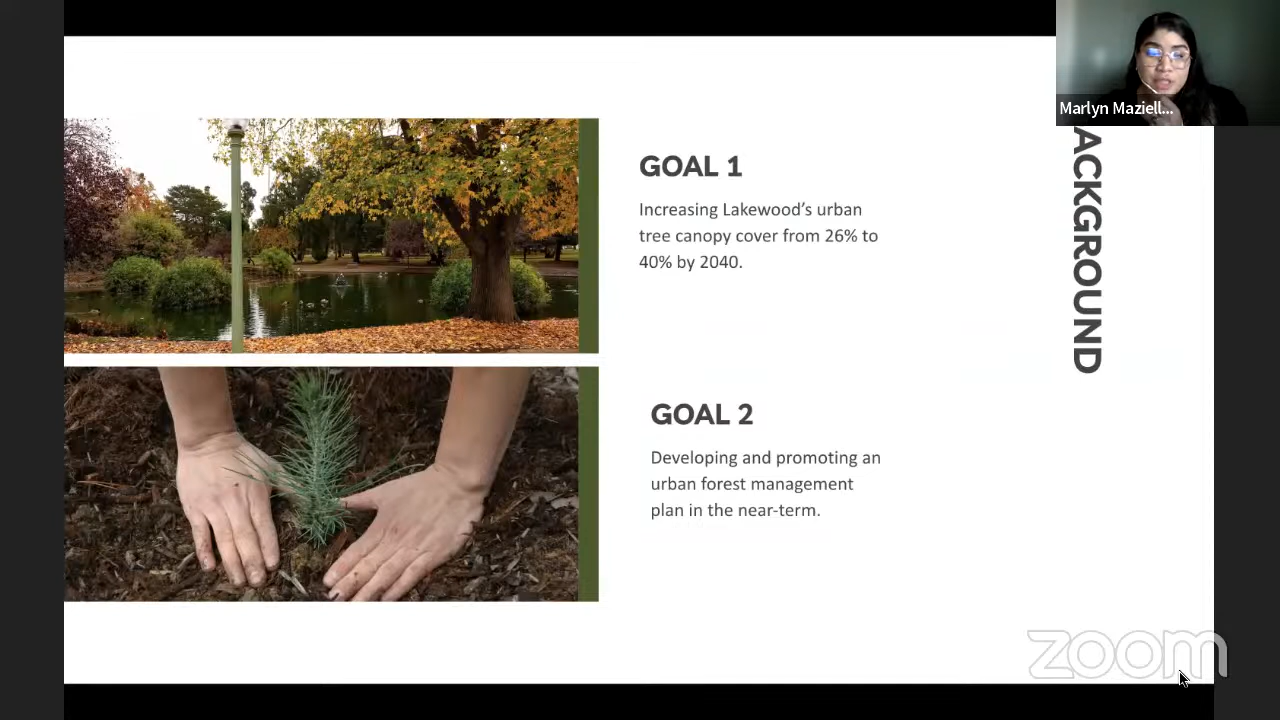 Marlyn Maziell...
GOAL 1
Increasing Lakewood’s urban
tree canopy cover from 26% to
40% by 2040.
ACKGROUND
GOAL 2
Developing and promoting an
urban forest management
plan in the near-term.
zoom